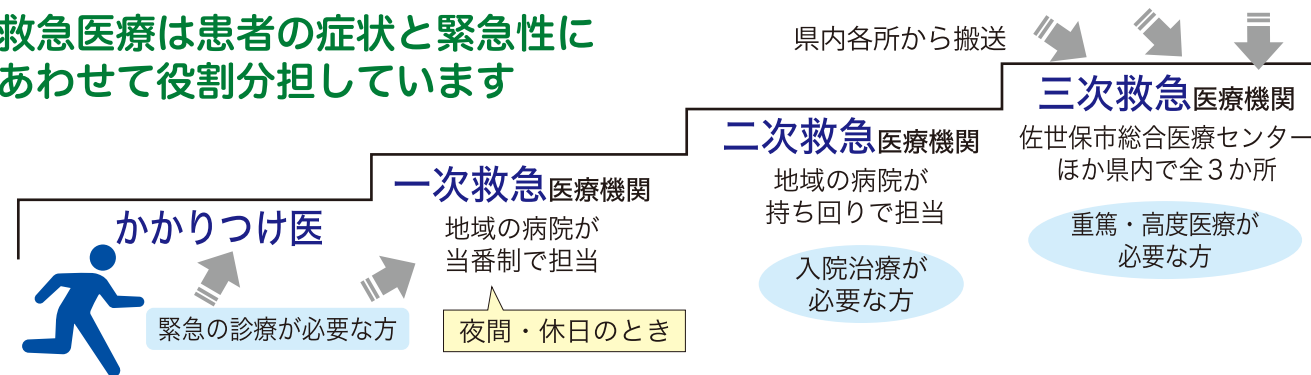 救急医療は患者の症状と緊急性に
あわせて役割分担しています
県内各所から搬送
かかりつけ医
緊急の診療が必要な方
一次救急医療機関
地域の病院が
当番制で担当
夜間・休日のとき
二次救急医療機関
地域の病院が
持ち回りで担当
入院治療が
必要な方
三次救急医療機関
佐世保市総合医療センター
ほか県内で全３か所
重篤・高度医療が
必要な方